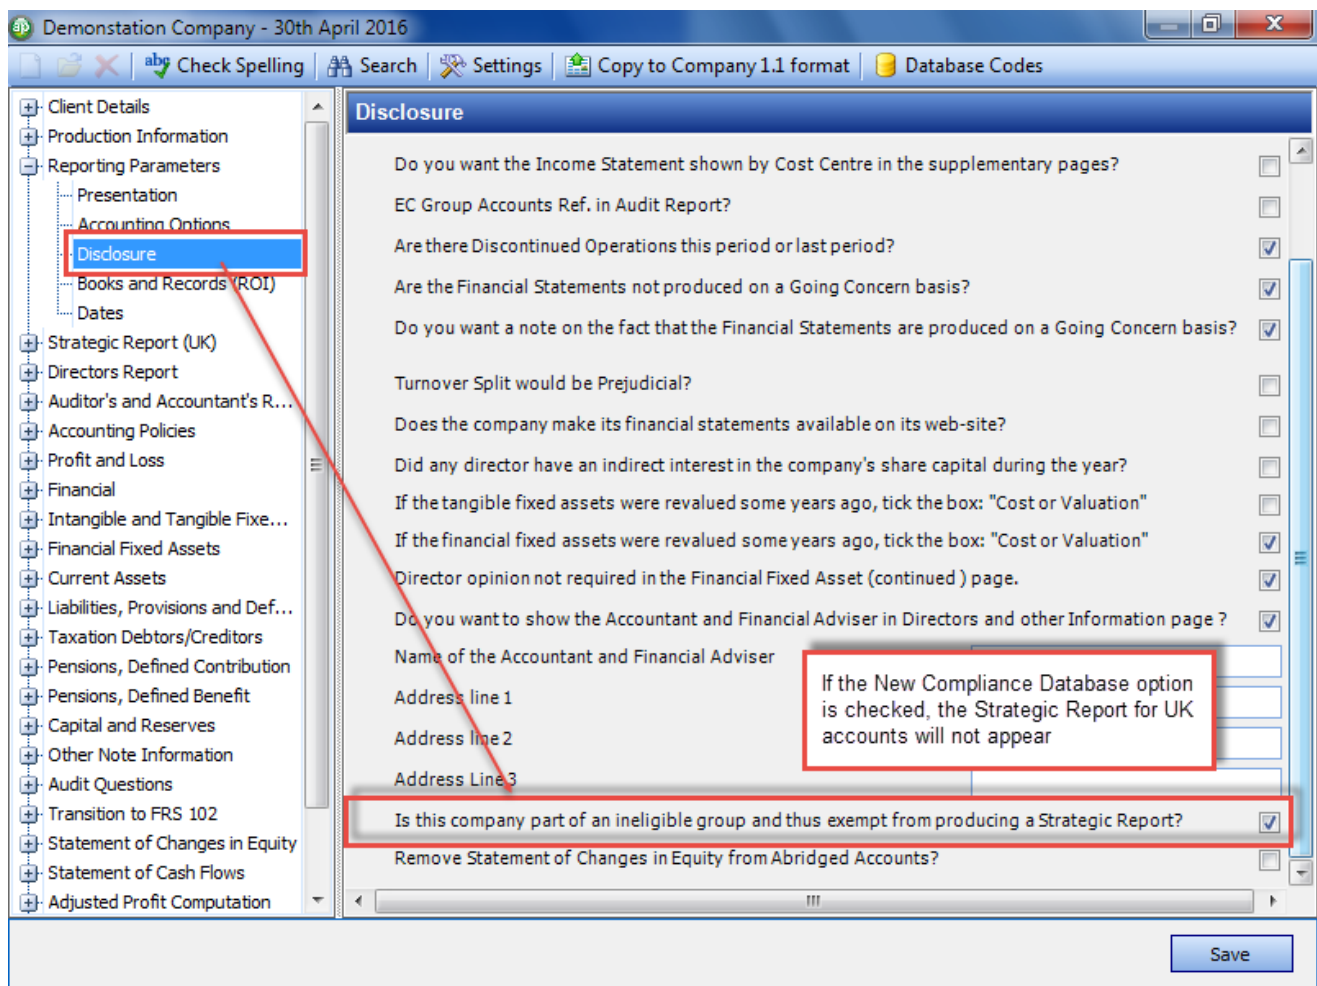 Demonstation Company - 30th April 2016
Check Spelling Search Settings Copy to Company 1.1 format Database Codes
Client Details
Production Information
Reporting Parameters
Presentation
Accounting Options
Disclosure
Books and Records (ROI)
Dates
Strategic Report (UK)
Directors Report
Auditor's and Accountant's R...
Accounting Policies
Profit and Loss
Financial
Intangible and Tangible Fixe...
Financial Fixed Assets
Current Assets
Liabilities, Provisions and Def...
Taxation Debtors/Creditors
Pensions, Defined Contribution
Pensions, Defined Benefit
Capital and Reserves
Other Note Information
Audit Questions
Transition to FRS 102
Statement of Changes in Equity
Statement of Cash Flows
Adjusted Profit Computation
Disclosure
Do you want the Income Statement shown by Cost Centre in the supplementary pages?
EC Group Accounts Ref. in Audit Report?
Are there Discontinued Operations this period or last period?
Are the Financial Statements not produced on a Going Concern basis?
Do you want a note on the fact that the Financial Statements are produced on a Going Concern basis?
Turnover Split would be Prejudicial?
Does the company make its financial statements available on its web-site?
Did any director have an indirect interest in the company's share capital during the year?
If the tangible fixed assets were revalued some years ago, tick the box: "Cost or Valuation"
If the financial fixed assets were revalued some years ago, tick the box: "Cost or Valuation"
Director opinion not required in the Financial Fixed Asset (continued ) page.
Do you want to show the Accountant and Financial Adviser in Directors and other Information page ?
Name of the Accountant and Financial Adviser
Address line 1
Address line 2
Address Line 3
If the New Compliance Database option
is checked, the Strategic Report for UK
accounts will not appear
Is this company part of an ineligible group and thus exempt from producing a Strategic Report?
Remove Statement of Changes in Equity from Abridged Accounts?
Save